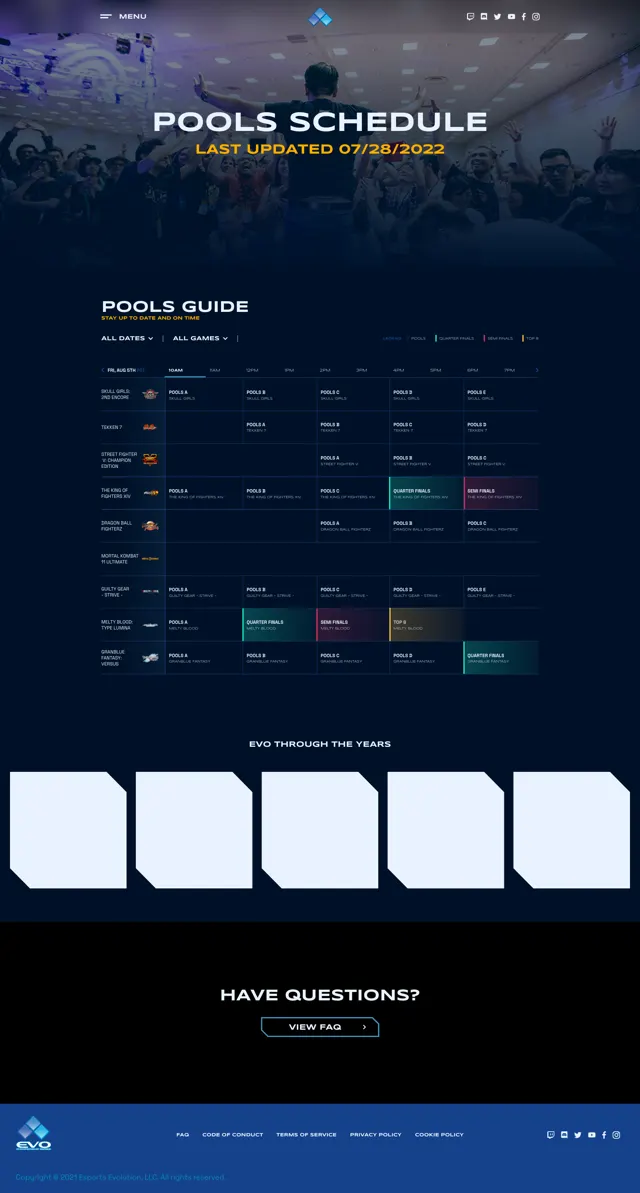 MENU
POOLS SCHEDULE
LAST UPDATED 07/28/2022
POOLS GUIDE
STAY UP TO DATE AND ON TIME
ALL DATES
ALL GAMES
LEGEND / POOLS
QUARTER FINALS
SEMI FINALS
TOP 6
FRI, AUG 5TH
10AM 11AM 12PM 1PM 2PM 3PM 4PM 5PM 6PM 7PM
SKULL GIRLS:
2ND ENCORE
POOLS A POOLS B POOLS C POOLS D POOLS E
SKULL GIRLS SKULL GIRLS SKULL GIRLS SKULL GIRLS SKULL GIRLS
TEKKEN 7
POOLS A POOLS B POOLS C POOLS D
TEKKEN 7 TEKKEN 7 TEKKEN 7 TEKKEN 7
STREET FIGHTER
V: CHAMPION
EDITION
POOLS A POOLS B POOLS C
STREET FIGHTER V STREET FIGHTER V STREET FIGHTER V
THE KING OF
FIGHTERS XIV
POOLS A POOLS B POOLS C QUARTER FINALS SEMI FINALS
THE KING OF FIGHTERS XIV THE KING OF FIGHTERS XIV THE KING OF FIGHTERS XIV THE KING OF FIGHTERS XIV THE KING OF FIGHTERS XIV
DRAGON BALL
FIGHTERZ
POOLS A POOLS B POOLS C
DRAGON BALL FIGHTERZ DRAGON BALL FIGHTERZ DRAGON BALL FIGHTERZ
MORTAL KOMBAT
11 ULTIMATE
GUILTY GEAR
- STRIVE -
POOLS A POOLS B POOLS C POOLS D POOLS E
GUILTY GEAR - STRIVE - GUILTY GEAR - STRIVE - GUILTY GEAR - STRIVE - GUILTY GEAR - STRIVE - GUILTY GEAR - STRIVE -
MELTY BLOOD:
TYPE LUMINA
POOLS A QUARTER FINALS SEMI FINALS TOP 6
MELTY BLOOD MELTY BLOOD MELTY BLOOD MELTY BLOOD
GRANBLUE
FANTASY:
VERSUS
POOLS A POOLS B POOLS C POOLS D QUARTER FINALS
GRANBLUE FANTASY GRANBLUE FANTASY GRANBLUE FANTASY GRANBLUE FANTASY GRANBLUE FANTASY
EVO THROUGH THE YEARS
HAVE QUESTIONS?
VIEW FAQ
EVO
FAQ CODE OF CONDUCT TERMS OF SERVICE PRIVACY POLICY COOKIE POLICY
Copyright © 2021 Esports Evolution, LLC. All rights reserved.